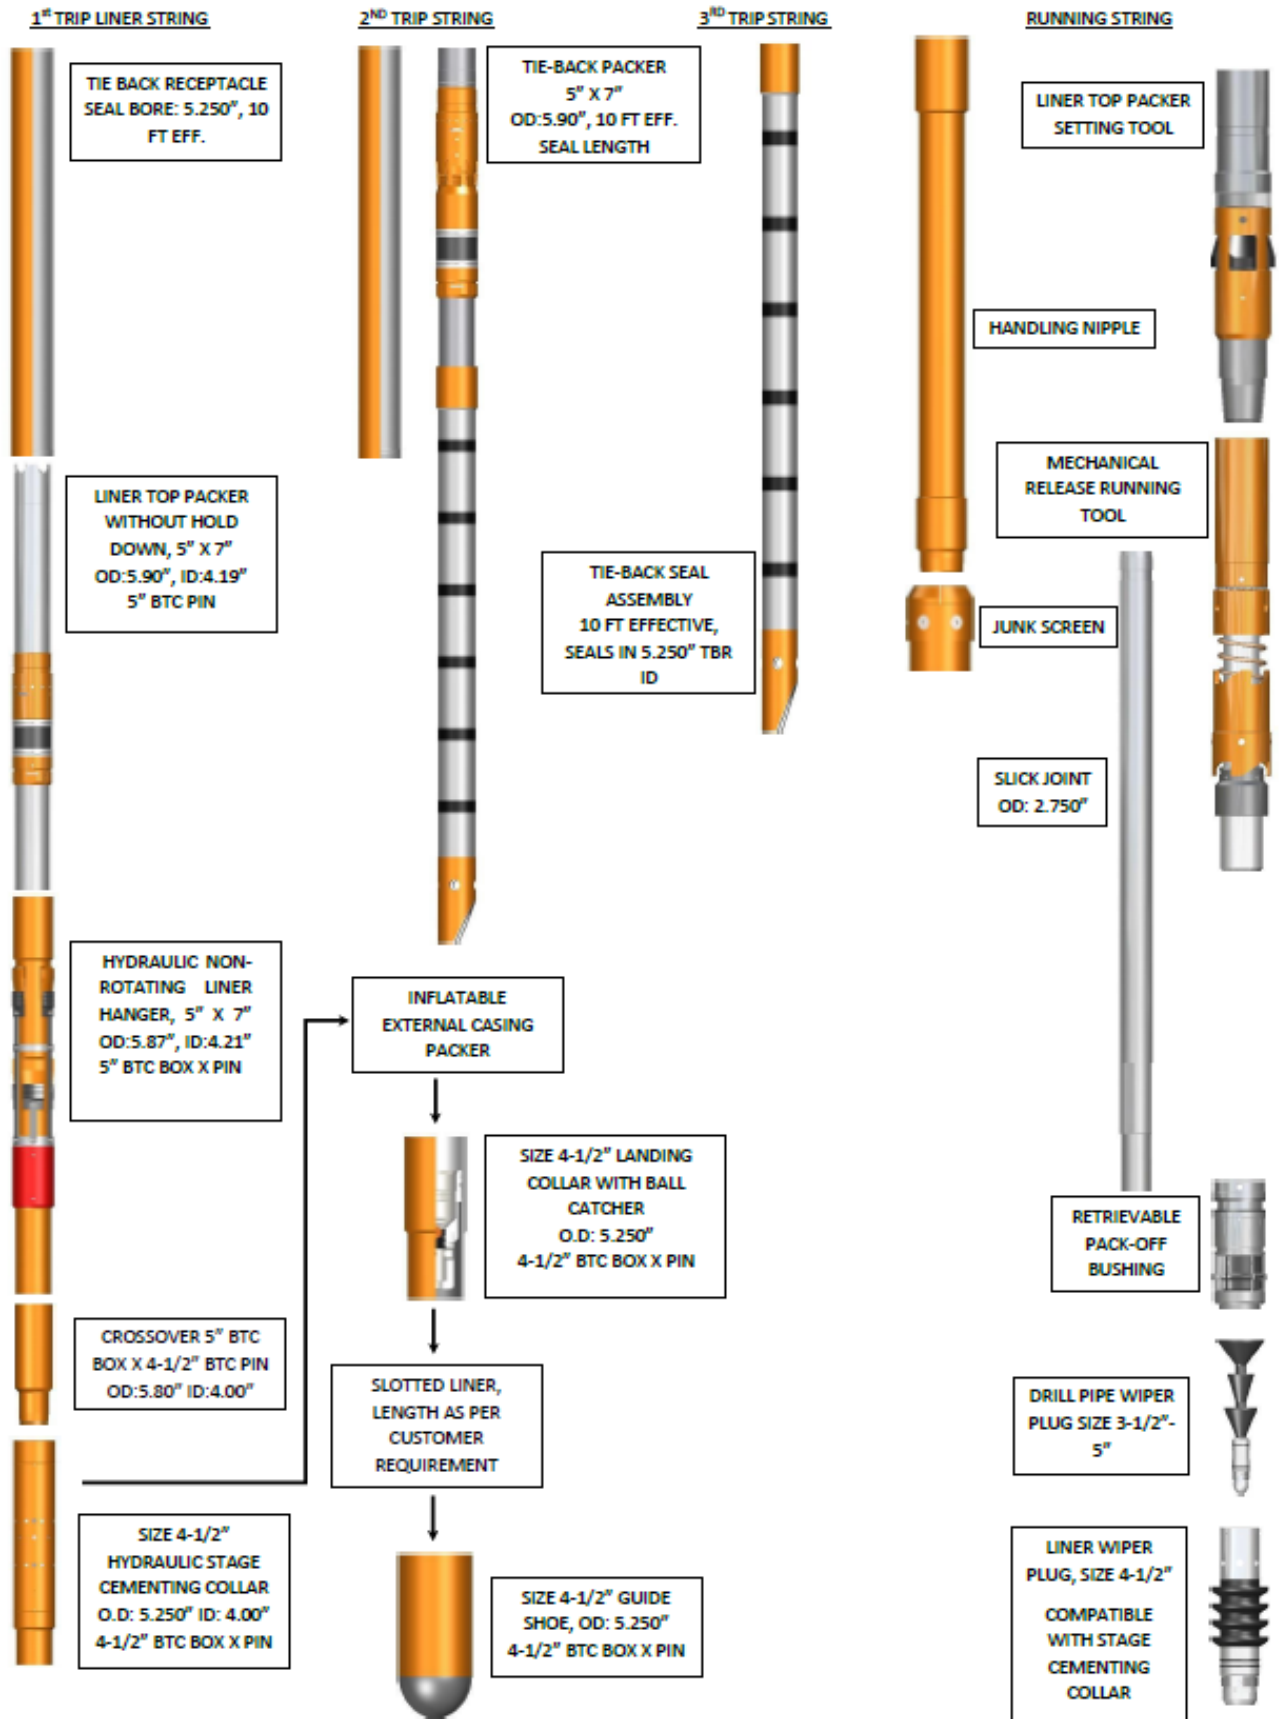 1st TRIP LINER STRING
TIE BACK RECEPTACLE
SEAL BORE: 5.250", 10
FT EFF.
LINER TOP PACKER
WITHOUT HOLD
DOWN, 5" X 7"
OD:5.90", ID:4.19"
5" BTC PIN
HYDRAULIC NON-
ROTATING LINER
HANGER, 5" X 7"
OD:5.87", ID:4.21"
5" BTC BOX X PIN
CROSSOVER 5" BTC
BOX X 4-1/2" BTC PIN
OD:5.80" ID:4.00"
SIZE 4-1/2"
HYDRAULIC STAGE
CEMENTING COLLAR
O.D: 5.250" ID: 4.00"
4-1/2" BTC BOX X PIN
2ND TRIP STRING
TIE-BACK PACKER
5" X 7"
OD:5.90", 10 FT EFF.
SEAL LENGTH
INFLATABLE
EXTERNAL CASING
PACKER
SIZE 4-1/2" LANDING
COLLAR WITH BALL
CATCHER
O.D: 5.250"
4-1/2" BTC BOX X PIN
SLOTTED LINER,
LENGTH AS PER
CUSTOMER
REQUIREMENT
SIZE 4-1/2" GUIDE
SHOE, OD: 5.250"
4-1/2" BTC BOX X PIN
3RD TRIP STRING
TIE-BACK SEAL
ASSEMBLY
10 FT EFFECTIVE,
SEALS IN 5.250" TBR
ID
RUNNING STRING
LINER TOP PACKER
SETTING TOOL
HANDLING NIPPLE
MECHANICAL
RELEASE RUNNING
TOOL
JUNK SCREEN
SLICK JOINT
OD: 2.750"
RETRIEVABLE
PACK-OFF
BUSHING
DRILL PIPE WIPER
PLUG SIZE 3-1/2"-
5"
LINER WIPER
PLUG, SIZE 4-1/2"
COMPATIBLE
WITH STAGE
CEMENTING
COLLAR